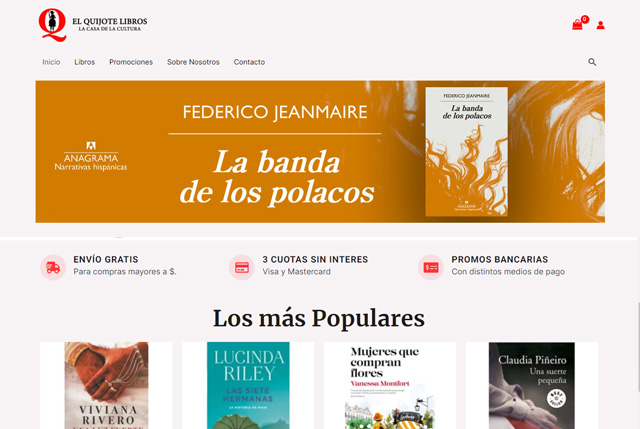 EL QUIJOTE LIBROS
LA CASA DE LA CULTURA
0
Inicio Libros Promociones Sobre Nosotros Contacto
FEDERICO JEANMAIRE
ANAGRAMA
Narrativas hispánicas
La banda
de los polacos
FEDERICO JEANMAIRE
La banda
de los polacos
ANAGRAMA
Narrativas hispánicas
ENVÍO GRATIS
Para compras mayores a $.
3 CUOTAS SIN INTERES
Visa y Mastercard
PROMOS BANCARIAS
Con distintos medios de pago
Los más Populares
VIVIANA
RIVERO
LUCINDA
RILEY
LAS SIETE
HERMANAS
LA HISTORIA DE MAIA
Mujeres que
compran
flores
Vanessa Montfort
Claudia Piñeiro
Una suerte
pequeña